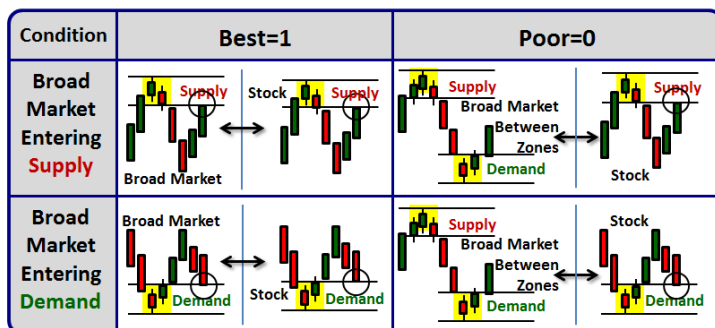 Condition
Best=1
Poor=0
Broad
Market
Entering
Supply
Supply
Broad Market
Stock
Supply
Supply
Broad Market
Between
Zones
Demand
Supply
Stock
Broad
Market
Entering
Demand
Broad Market
Demand
Stock
Demand
Supply
Broad Market
Between
Zones
Demand
Stock
Demand